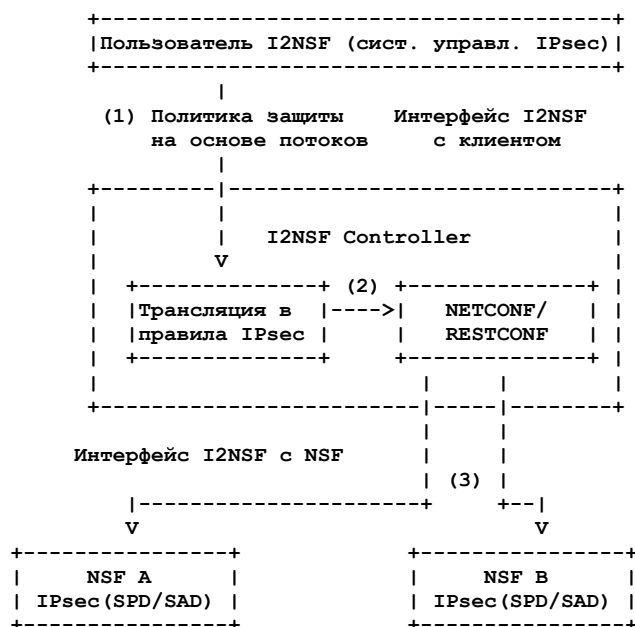 Пользователь I2NSF (сист. управл. IPsec)
(1) Политика защиты Интерфейс I2NSF
на основе потоков с клиентом
I2NSF Controller
V
(2)
Трансляция в ----> NETCONF/
правила IPsec RESTCONF
Интерфейс I2NSF с NSF
(3)
V V
NSF A NSF B
IPsec(SPD/SAD) IPsec(SPD/SAD)